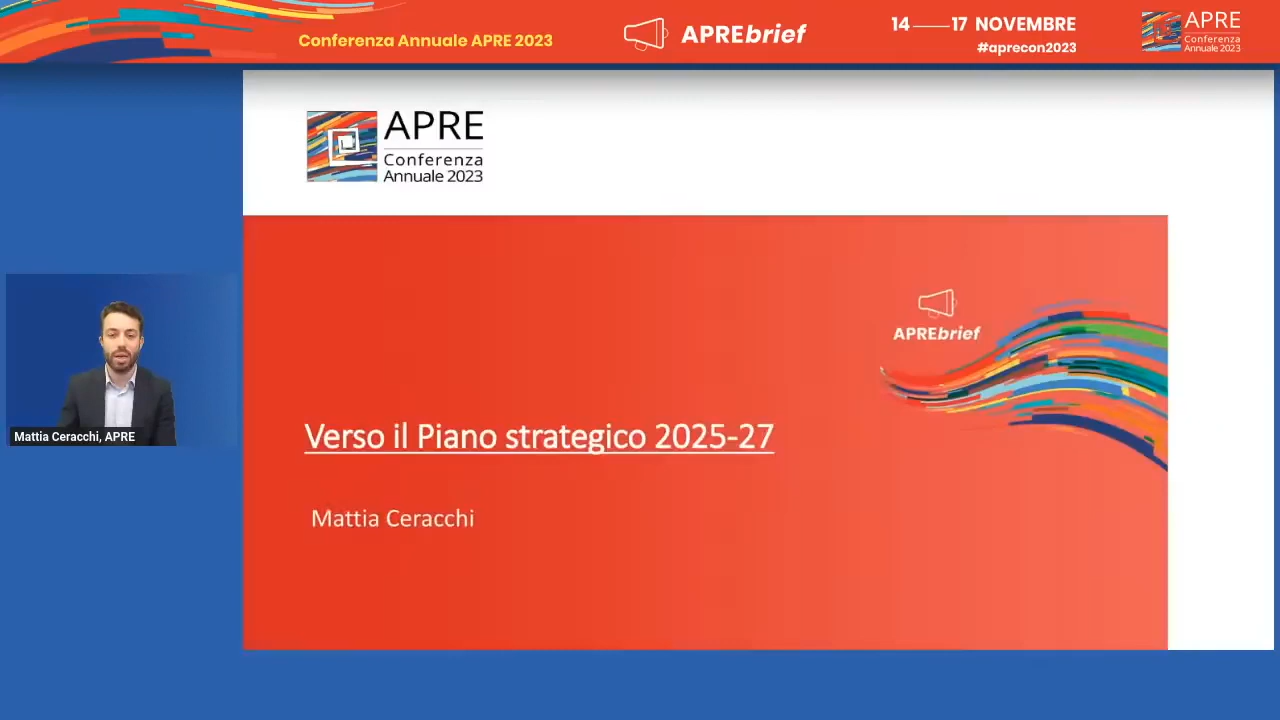 Conferenza Annuale APRE 2023
APREbrief
14 — 17 NOVEMBRE
#aprecon2023
APRE
Conferenza
Annuale 2023
APRE
Conferenza
Annuale 2023
APREbrief
Verso il Piano strategico 2025-27
Mattia Ceracchi
Mattia Ceracchi, APRE